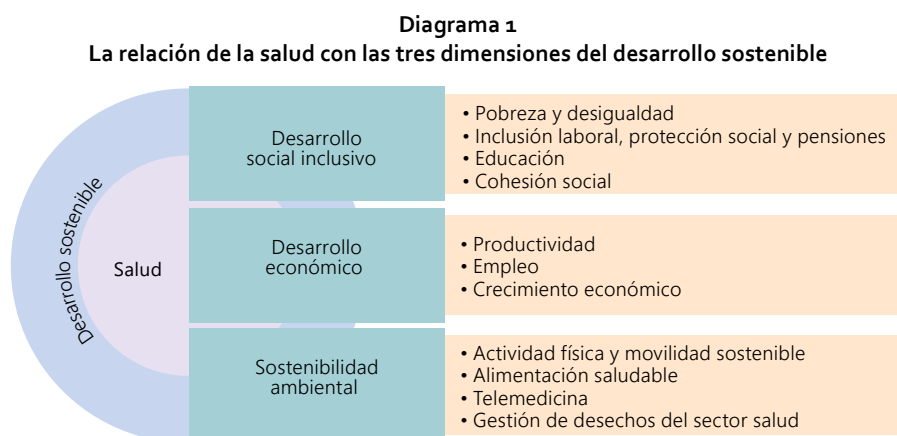 Diagrama 1
La relación de la salud con las tres dimensiones del desarrollo sostenible
Desarrollo sostenible
Salud
Desarrollo
social inclusivo
• Pobreza y desigualdad
• Inclusión laboral, protección social y pensiones
• Educación
• Cohesión social
Desarrollo
económico
• Productividad
• Empleo
• Crecimiento económico
Sostenibilidad
ambiental
• Actividad física y movilidad sostenible
• Alimentación saludable
• Telemedicina
• Gestión de desechos del sector salud